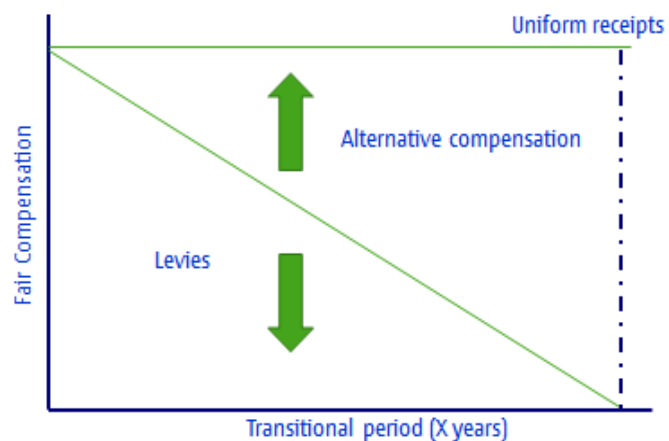 Uniform receipts
Alternative compensation
Levies
Fair Compensation
Transitional period (X years)